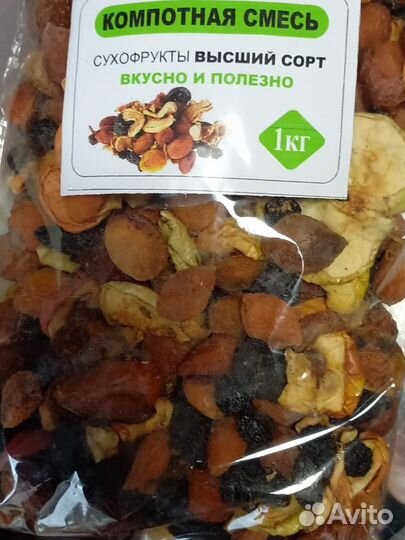 КОМПОТНАЯ СМЕСЬ
СУХОФРУКТЫ ВЫСШИЙ СОРТ
ВКУСНО И ПОЛЕЗНО
1КГ
Avito